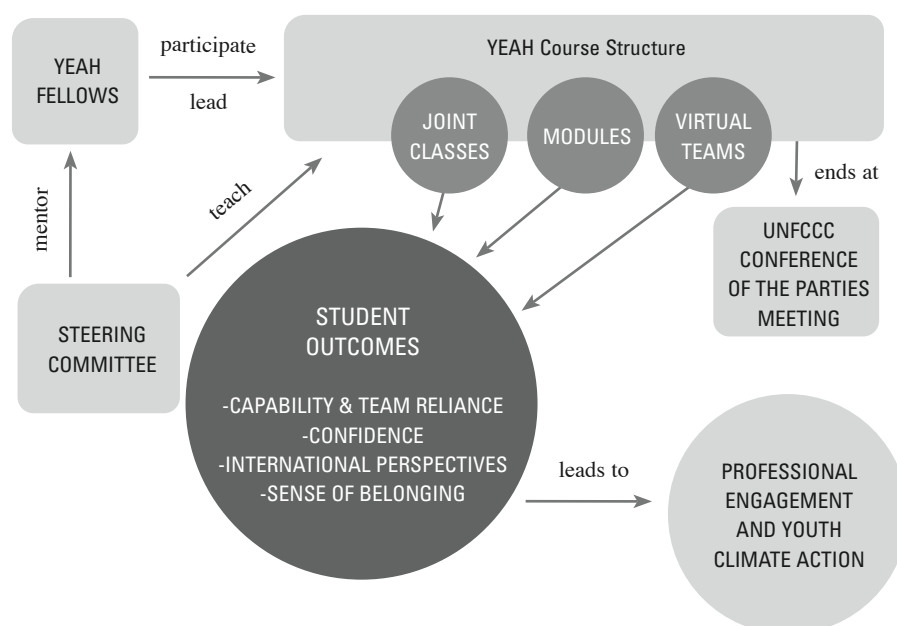 YEAH
FELLOWS
participate
lead
YEAH Course Structure
JOINT
CLASSES
MODULES
VIRTUAL
TEAMS
mentor
teach
ends at
UNFCCC
CONFERENCE
OF THE PARTIES
MEETING
STEERING
COMMITTEE
STUDENT
OUTCOMES
-CAPABILITY & TEAM RELIANCE
-CONFIDENCE
-INTERNATIONAL PERSPECTIVES
-SENSE OF BELONGING
leads to
PROFESSIONAL
ENGAGEMENT
AND YOUTH
CLIMATE ACTION